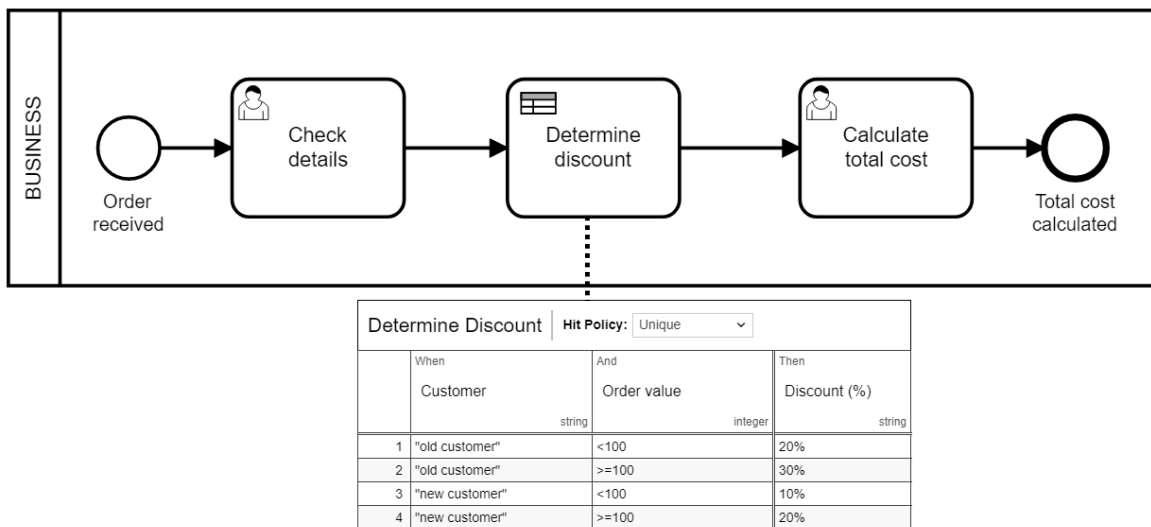 BUSINESS
Order
received
Check
details
Determine
discount
Calculate
total cost
Total cost
calculated
Determine Discount Hit Policy: Unique
When And Then
Customer Order value Discount (%)
string integer string
1 "old customer" <100 20%
2 "old customer" >=100 30%
3 "new customer" <100 10%
4 "new customer" >=100 20%